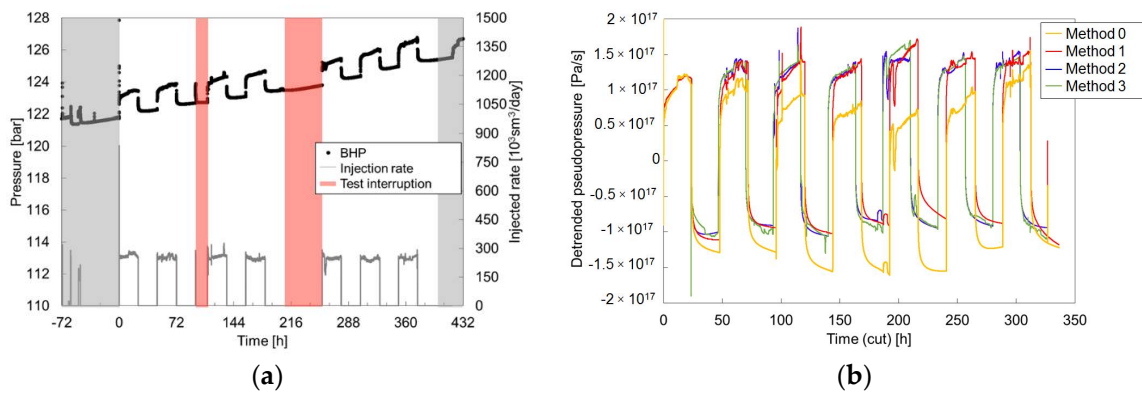 128
126
124
122
120
118
116
114
112
110
Pressure [bar]
1500
1350
1200
1050
900
750
600
450
300
150
0
Injected rate [10³sm³/day]
BHP
Injection rate
Test interruption
-72 0 72 144 216 288 360 432
Time [h]
(a)
2 × 10¹⁷
1.5 × 10¹⁷
1 × 10¹⁷
0.5 × 10¹⁷
0
-0.5 × 10¹⁷
-1 × 10¹⁷
-1.5 × 10¹⁷
-2 × 10¹⁷
Detrended pseudopressure [Pa/s]
Method 0
Method 1
Method 2
Method 3
0 50 100 150 200 250 300 350
Time (cut) [h]
(b)